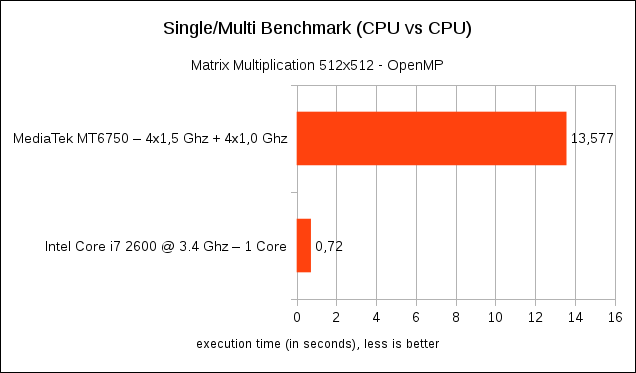 Single/Multi Benchmark (CPU vs CPU)
Matrix Multiplication 512x512 - OpenMP
MediaTek MT6750 – 4x1,5 Ghz + 4x1,0 Ghz
13,577
Intel Core i7 2600 @ 3.4 Ghz – 1 Core
0,72
0 2 4 6 8 10 12 14 16
execution time (in seconds), less is better